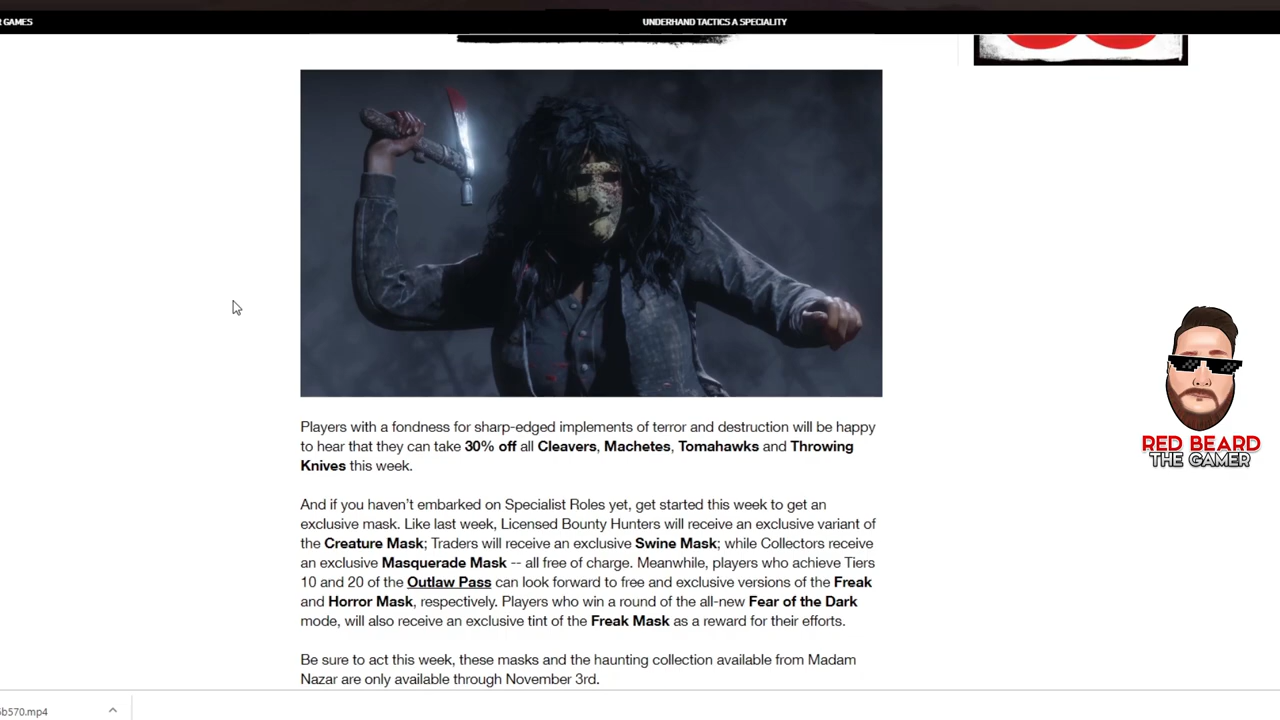 GAMES
UNDERHAND TACTICS A SPECIALITY
Players with a fondness for sharp-edged implements of terror and destruction will be happy
to hear that they can take 30% off all Cleavers, Machetes, Tomahawks and Throwing
Knives this week.
And if you haven't embarked on Specialist Roles yet, get started this week to get an
exclusive mask. Like last week, Licensed Bounty Hunters will receive an exclusive variant of
the Creature Mask; Traders will receive an exclusive Swine Mask; while Collectors receive
an exclusive Masquerade Mask -- all free of charge. Meanwhile, players who achieve Tiers
10 and 20 of the Outlaw Pass can look forward to free and exclusive versions of the Freak
and Horror Mask, respectively. Players who win a round of the all-new Fear of the Dark
mode, will also receive an exclusive tint of the Freak Mask as a reward for their efforts.
Be sure to act this week, these masks and the haunting collection available from Madam
Nazar are only available through November 3rd.
RED BEARD
THE GAMER
6b570.mp4